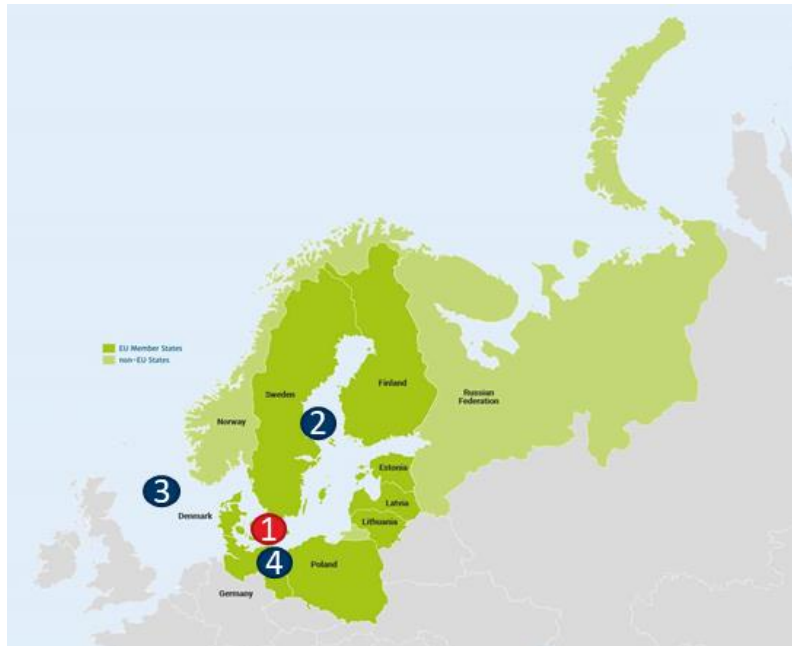 EU Member States
non-EU States
Sweden
Finland
Norway
Russian
Federation
2
Estonia
3
Latvia
Denmark
Lithuania
1
4
Poland
Germany